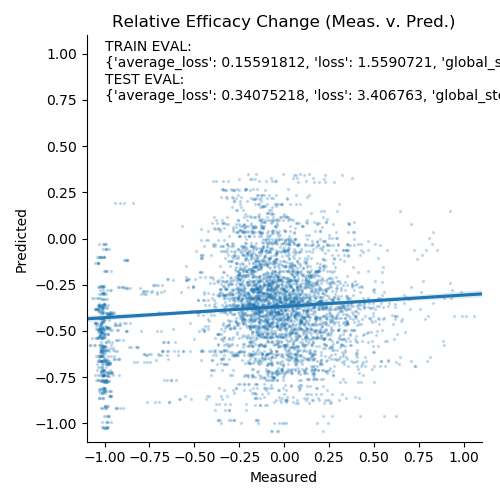 Relative Efficacy Change (Meas. v. Pred.)
TRAIN EVAL:
{'average_loss': 0.15591812, 'loss': 1.5590721, 'global_s
TEST EVAL:
{'average_loss': 0.34075218, 'loss': 3.406763, 'global_ste
1.00
0.75
0.50
0.25
0.00
−0.25
−0.50
−0.75
−1.00
Predicted
−1.00 −0.75 −0.50 −0.25 0.00 0.25 0.50 0.75 1.00
Measured